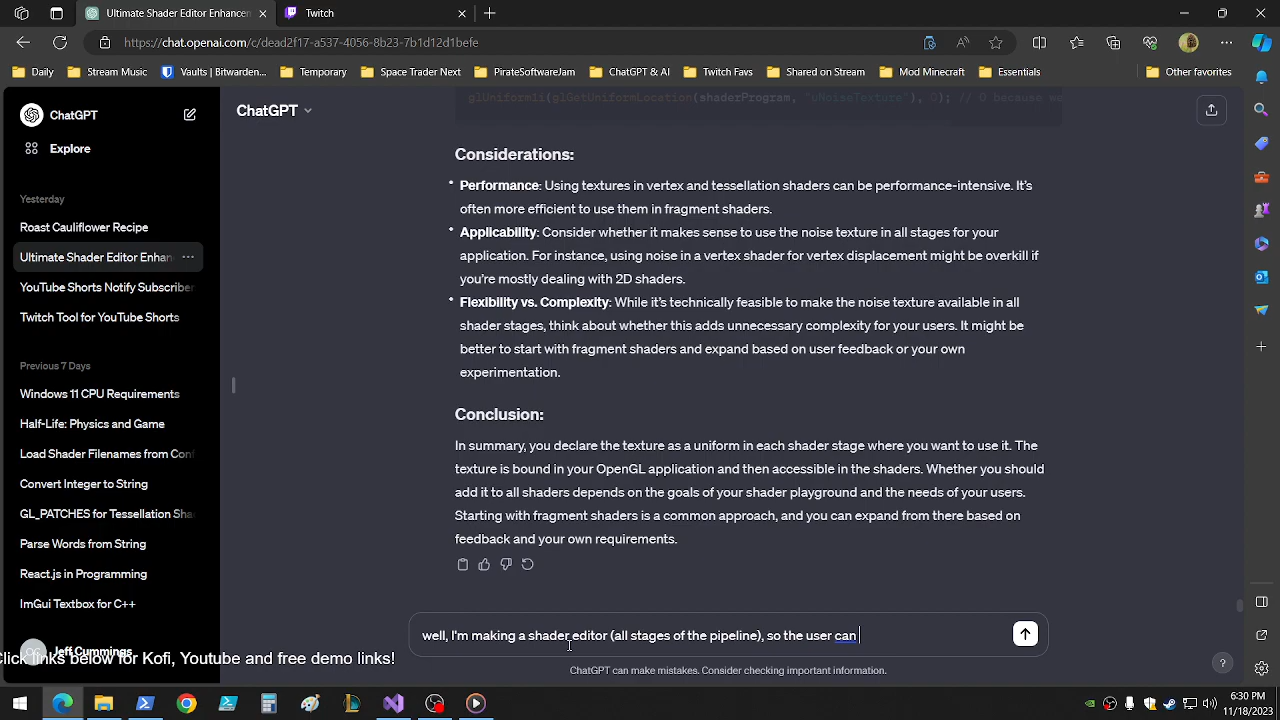 Ultimate Shader Editor Enhancem
Twitch
https://chat.openai.com/c/dead2f17-a537-4056-8b23-7b1d12d1befe
Daily
Stream Music
Vaults | Bitwarden...
Temporary
Space Trader Next
PirateSoftwareJam
ChatGPT & AI
Twitch Favs
Shared on Stream
Mod Minecraft
Essentials
Other favorites
ChatGPT
Explore
Yesterday
Roast Cauliflower Recipe
Ultimate Shader Editor Enhan
YouTube Shorts Notify Subscriber
Twitch Tool for YouTube Shorts
Previous 7 Days
Windows 11 CPU Requirements
Half-Life: Physics and Game
Load Shader Filenames from Conf
Convert Integer to String
GL_PATCHES for Tessellation Sha
Parse Words from String
React.js in Programming
ImGui Textbox for C++
Jeff Cummings
ChatGPT
glUniform1i(glGetUniformLocation(shaderProgram, "uNoiseTexture"), 0); // 0 because we
Considerations:
• Performance: Using textures in vertex and tessellation shaders can be performance-intensive. It's
often more efficient to use them in fragment shaders.
• Applicability: Consider whether it makes sense to use the noise texture in all stages for your
application. For instance, using noise in a vertex shader for vertex displacement might be overkill if
you're mostly dealing with 2D shaders.
• Flexibility vs. Complexity: While it's technically feasible to make the noise texture available in all
shader stages, think about whether this adds unnecessary complexity for your users. It might be
better to start with fragment shaders and expand based on user feedback or your own
experimentation.
Conclusion:
In summary, you declare the texture as a uniform in each shader stage where you want to use it. The
texture is bound in your OpenGL application and then accessible in the shaders. Whether you should
add it to all shaders depends on the goals of your shader playground and the needs of your users.
Starting with fragment shaders is a common approach, and you can expand from there based on
feedback and your own requirements.
well, I'm making a shader editor (all stages of the pipeline), so the user can
ChatGPT can make mistakes. Consider checking important information.
?
Click links below for Kofi, Youtube and free demo links!
6:30 PM
11/18/2023